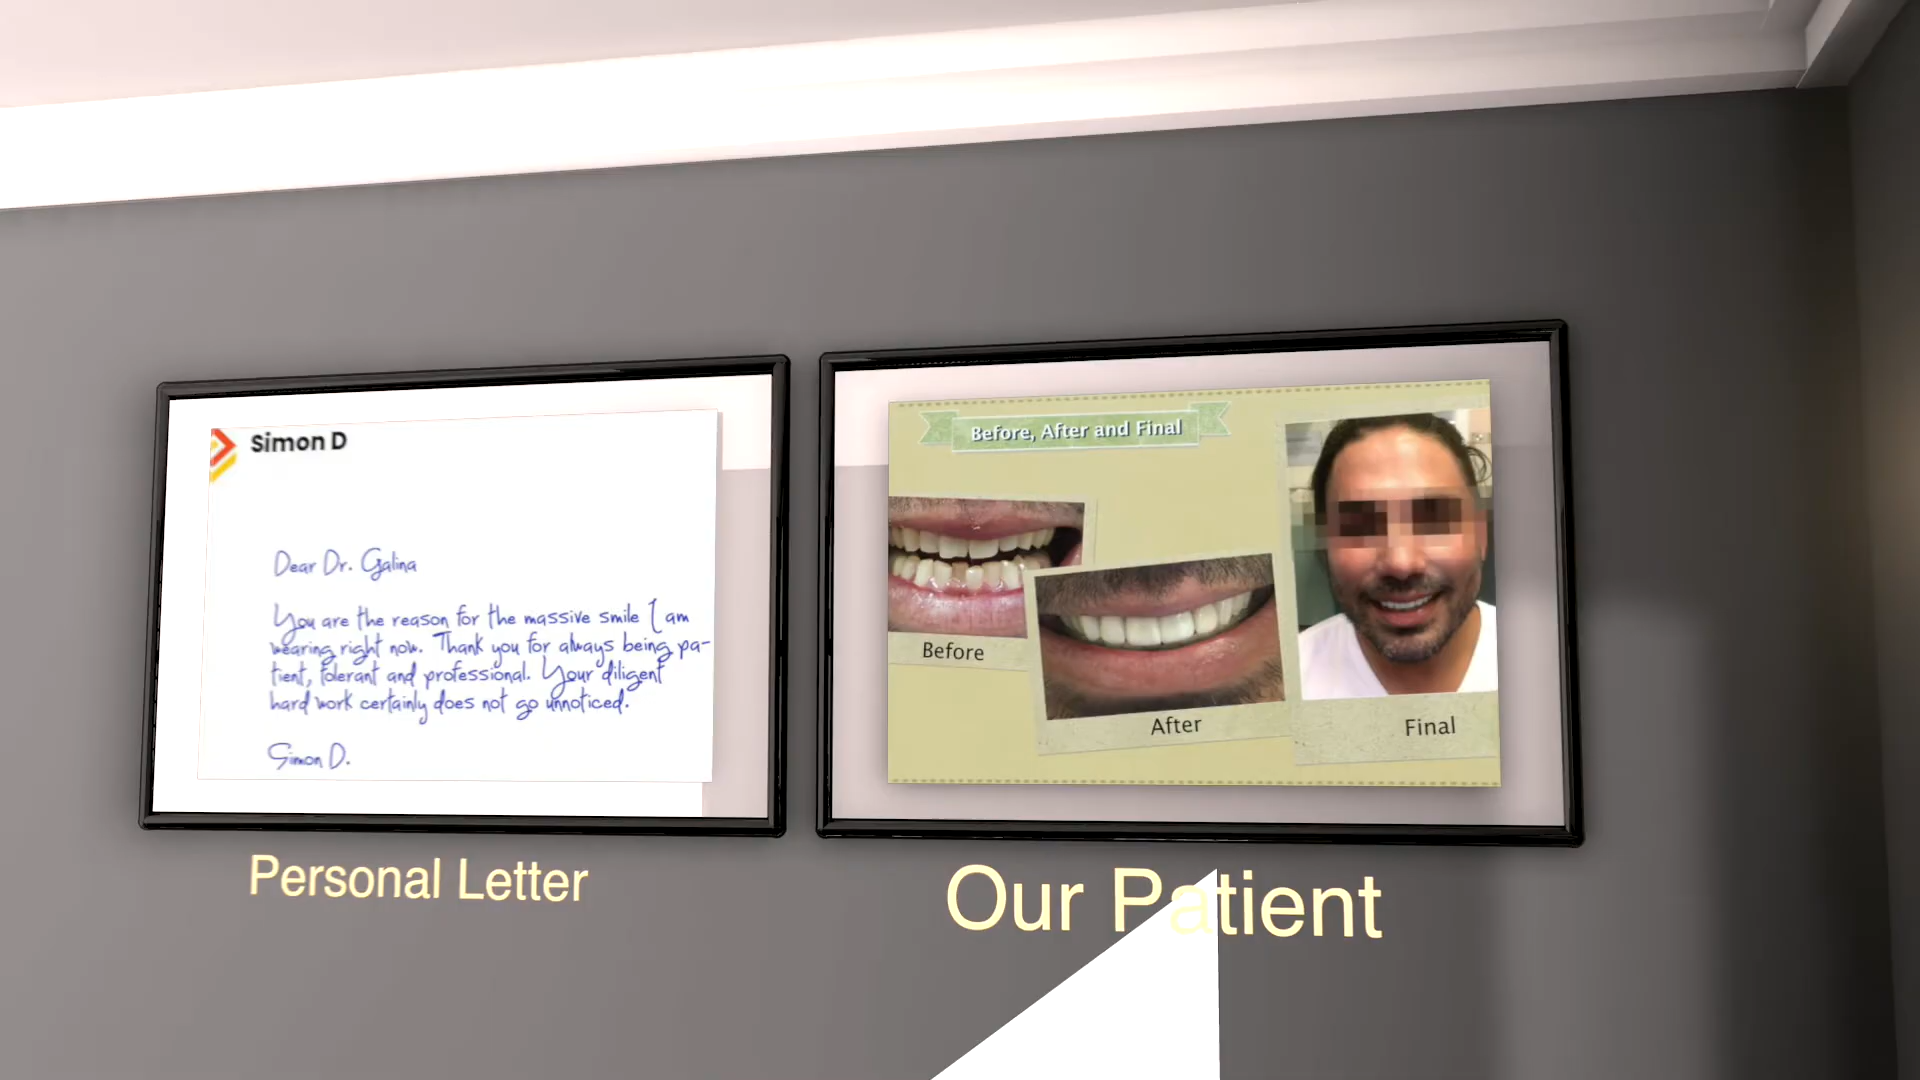 Simon D
Dear Dr. Galina
You are the reason for the massive smile I am
wearing right now. Thank you for always being pa-
tient, tolerant and professional. Your diligent
hard work certainly does not go unnoticed.
Simon D.
Personal Letter
Before, After and Final
Before
After
Final
Our Patient